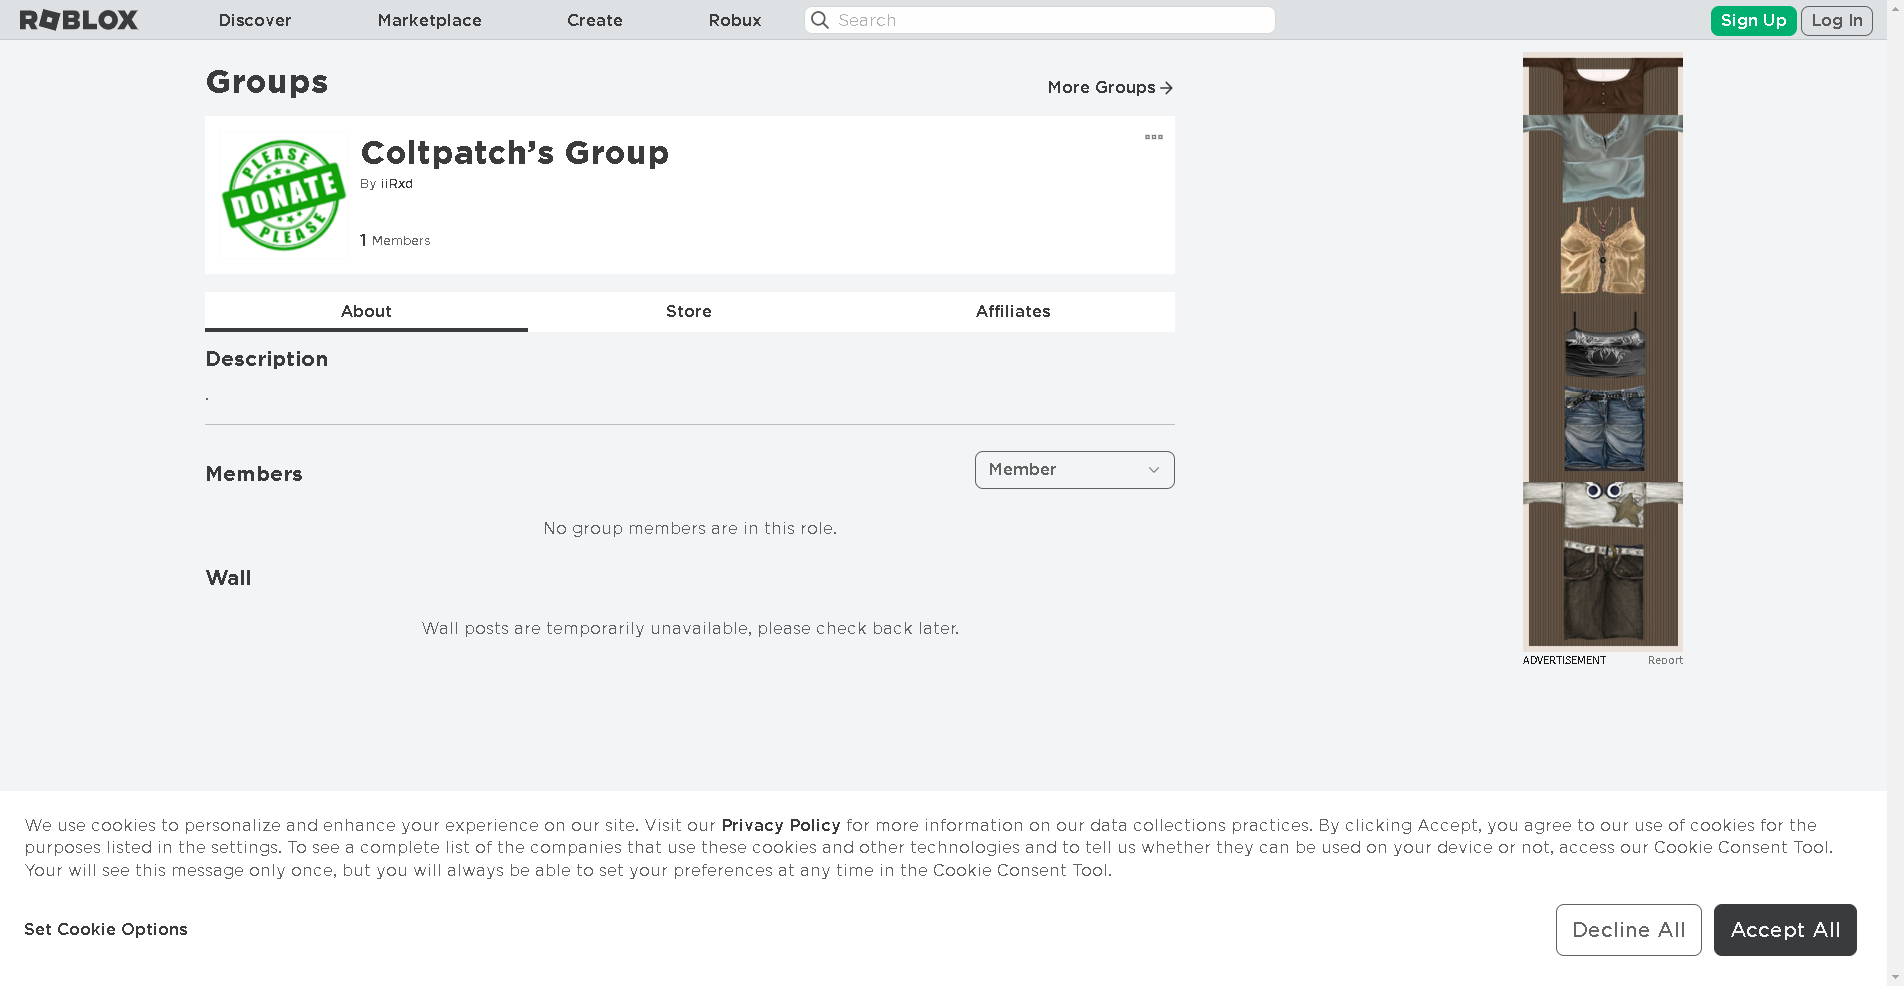 ROBLOX
Discover
Marketplace
Create
Robux
Search
Sign Up
Log In
Groups
More Groups
PLEASE
DONATE
PLEASE
Coltpatch's Group
By iiRxd
1 Members
About
Store
Affiliates
Description
.
Members
Member
No group members are in this role.
Wall
Wall posts are temporarily unavailable, please check back later.
ADVERTISEMENT
Report
We use cookies to personalize and enhance your experience on our site. Visit our Privacy Policy for more information on our data collections practices. By clicking Accept, you agree to our use of cookies for the
purposes listed in the settings. To see a complete list of the companies that use these cookies and other technologies and to tell us whether they can be used on your device or not, access our Cookie Consent Tool.
Your will see this message only once, but you will always be able to set your preferences at any time in the Cookie Consent Tool.
Set Cookie Options
Decline All
Accept All